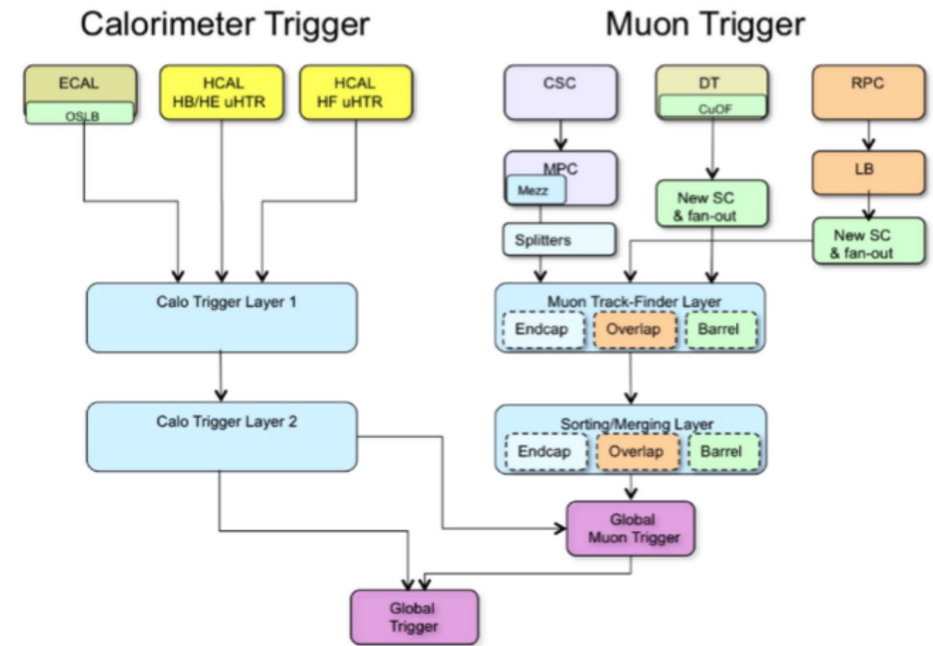 Calorimeter Trigger
Muon Trigger
ECAL
OSLB
HCAL
HB/HE uHTR
HCAL
HF uHTR
CSC
DT
CuOF
RPC
MPC
Mezz
LB
New SC
& fan-out
Splitters
New SC
& fan-out
Calo Trigger Layer 1
Muon Track-Finder Layer
Endcap
Overlap
Barrel
Calo Trigger Layer 2
Sorting/Merging Layer
Endcap
Overlap
Barrel
Global
Muon Trigger
Global
Trigger